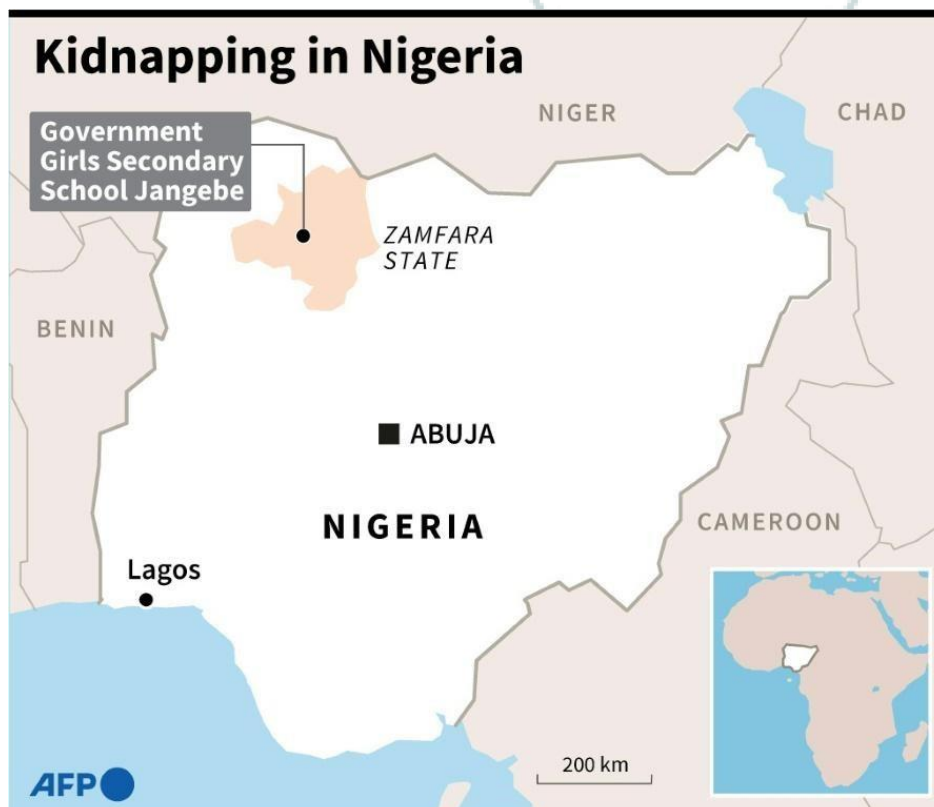 Kidnapping in Nigeria
Government
Girls Secondary
School Jangebe
NIGER
CHAD
ZAMFARA
STATE
BENIN
ABUJA
NIGERIA
CAMEROON
Lagos
200 km
AFP